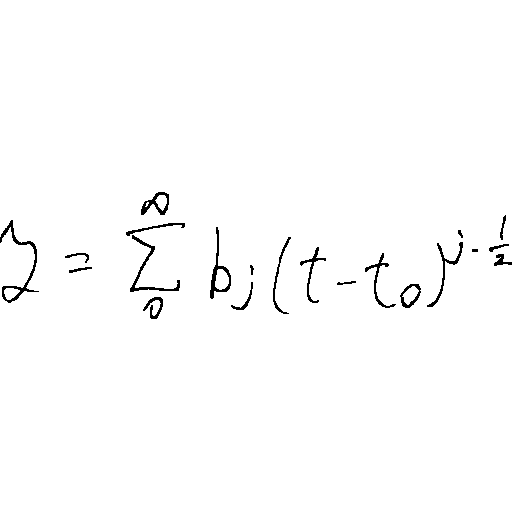 y = \sum_{0}^{\infty} b_j (t - t_0)^{j - \frac{1}{2}}